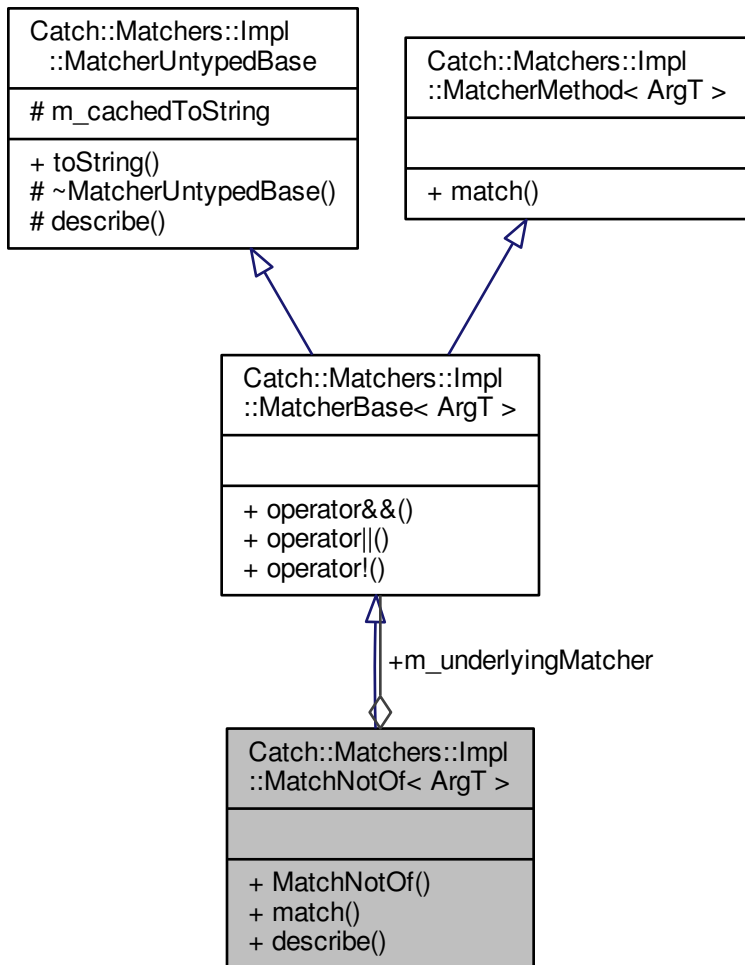 Catch::Matchers::Impl
::MatcherUntypedBase
# m_cachedToString
+ toString()
# ~MatcherUntypedBase()
# describe()
Catch::Matchers::Impl
::MatcherMethod< ArgT >
+ match()
Catch::Matchers::Impl
::MatcherBase< ArgT >
+ operator&&()
+ operator||()
+ operator!()
+m_underlyingMatcher
Catch::Matchers::Impl
::MatchNotOf< ArgT >
+ MatchNotOf()
+ match()
+ describe()